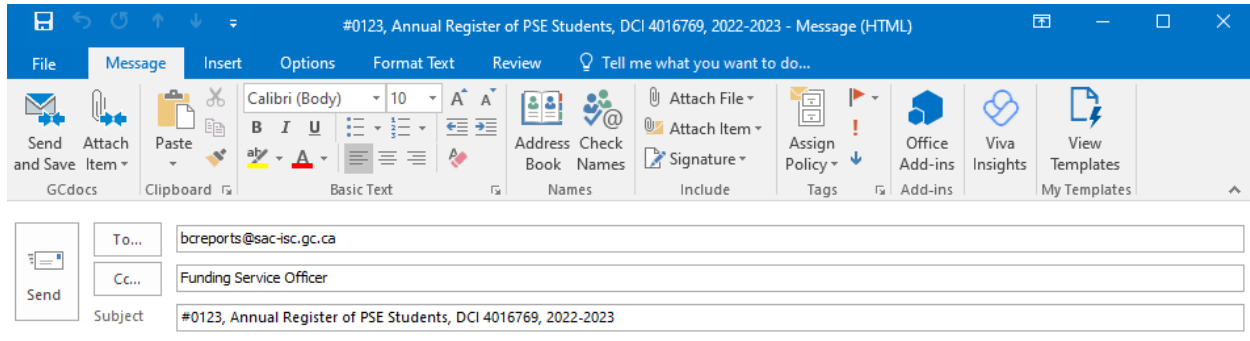 #0123, Annual Register of PSE Students, DCI 4016769, 2022-2023 - Message (HTML)
File Message Insert Options Format Text Review Tell me what you want to do...
Calibri (Body) 10 A A Attach File
B I U Attach Item
Send Attach Paste Address Check Assign Office Viva View
and Save Item aby A Book Names Signature Policy Add-ins Insights Templates
GCdocs Clipboard Basic Text Names Include Tags Add-ins My Templates
To... bcreports@sac-isc.gc.ca
Cc... Funding Service Officer
Send
Subject #0123, Annual Register of PSE Students, DCI 4016769, 2022-2023